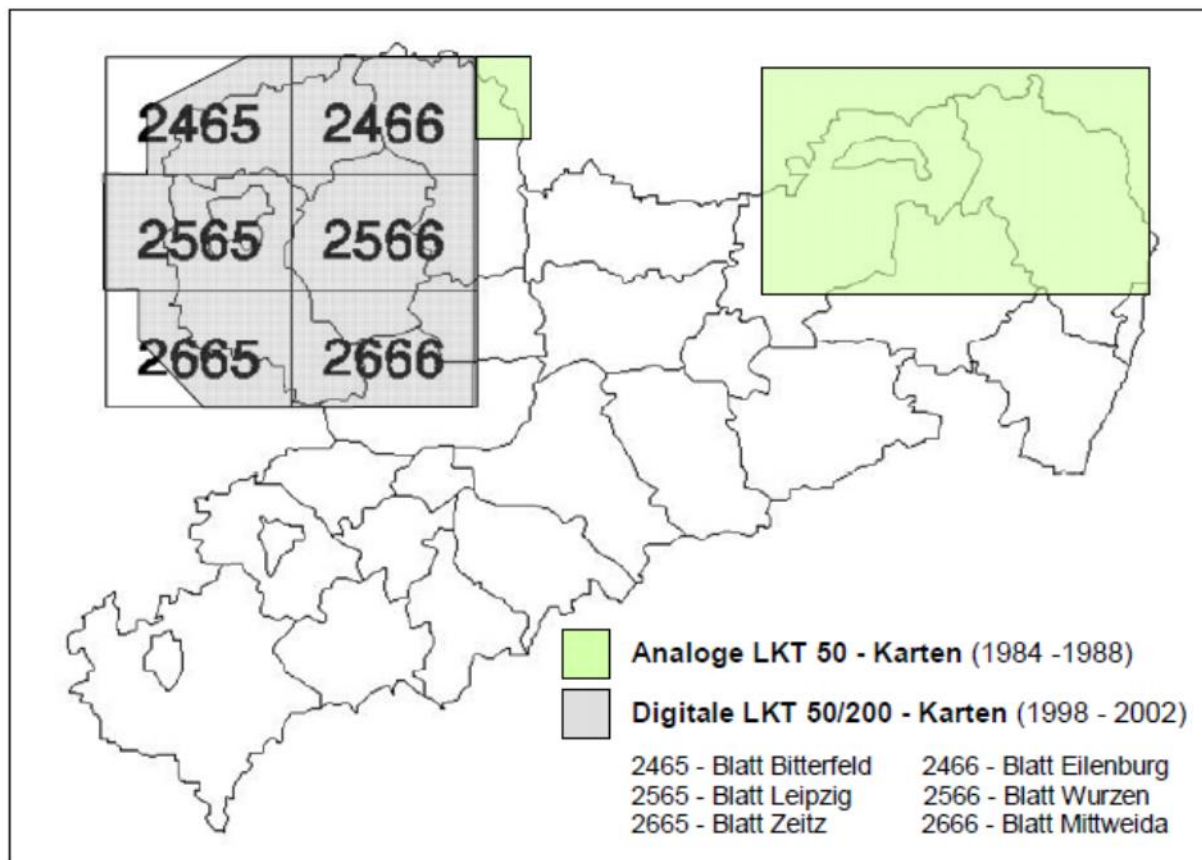 2465 2466
2565 2566
2665 2666
Analoge LKT 50 - Karten (1984 -1988)
Digitale LKT 50/200 - Karten (1998 - 2002)
2465 - Blatt Bitterfeld 2466 - Blatt Eilenburg
2565 - Blatt Leipzig 2566 - Blatt Wurzen
2665 - Blatt Zeitz 2666 - Blatt Mittweida